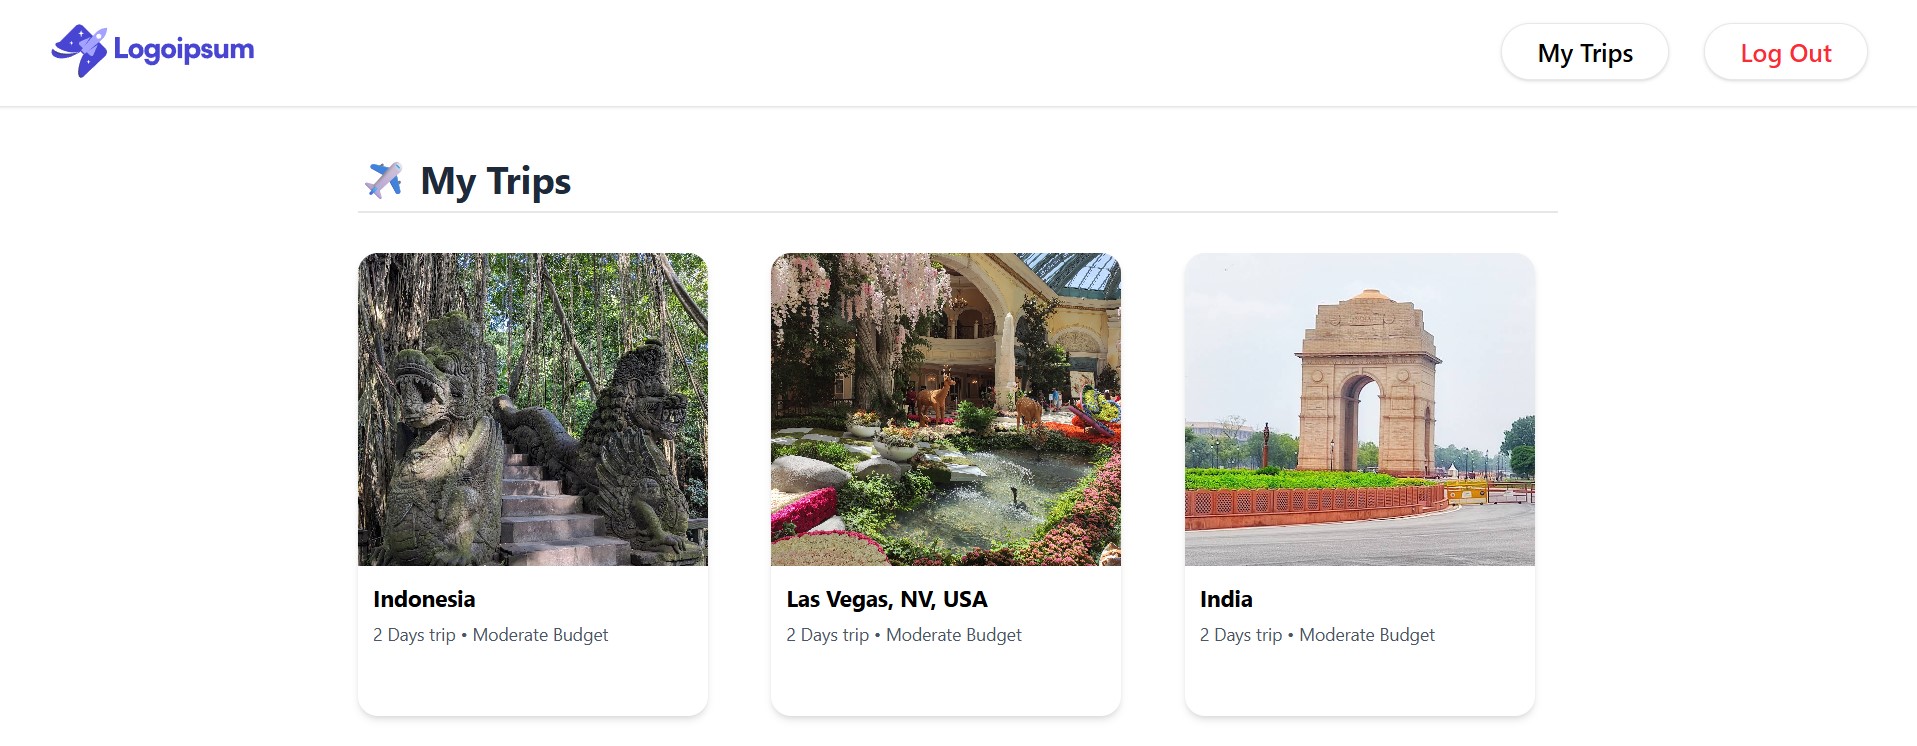 Logoipsum
My Trips
Log Out
My Trips
Indonesia
2 Days trip • Moderate Budget
Las Vegas, NV, USA
2 Days trip • Moderate Budget
India
2 Days trip • Moderate Budget